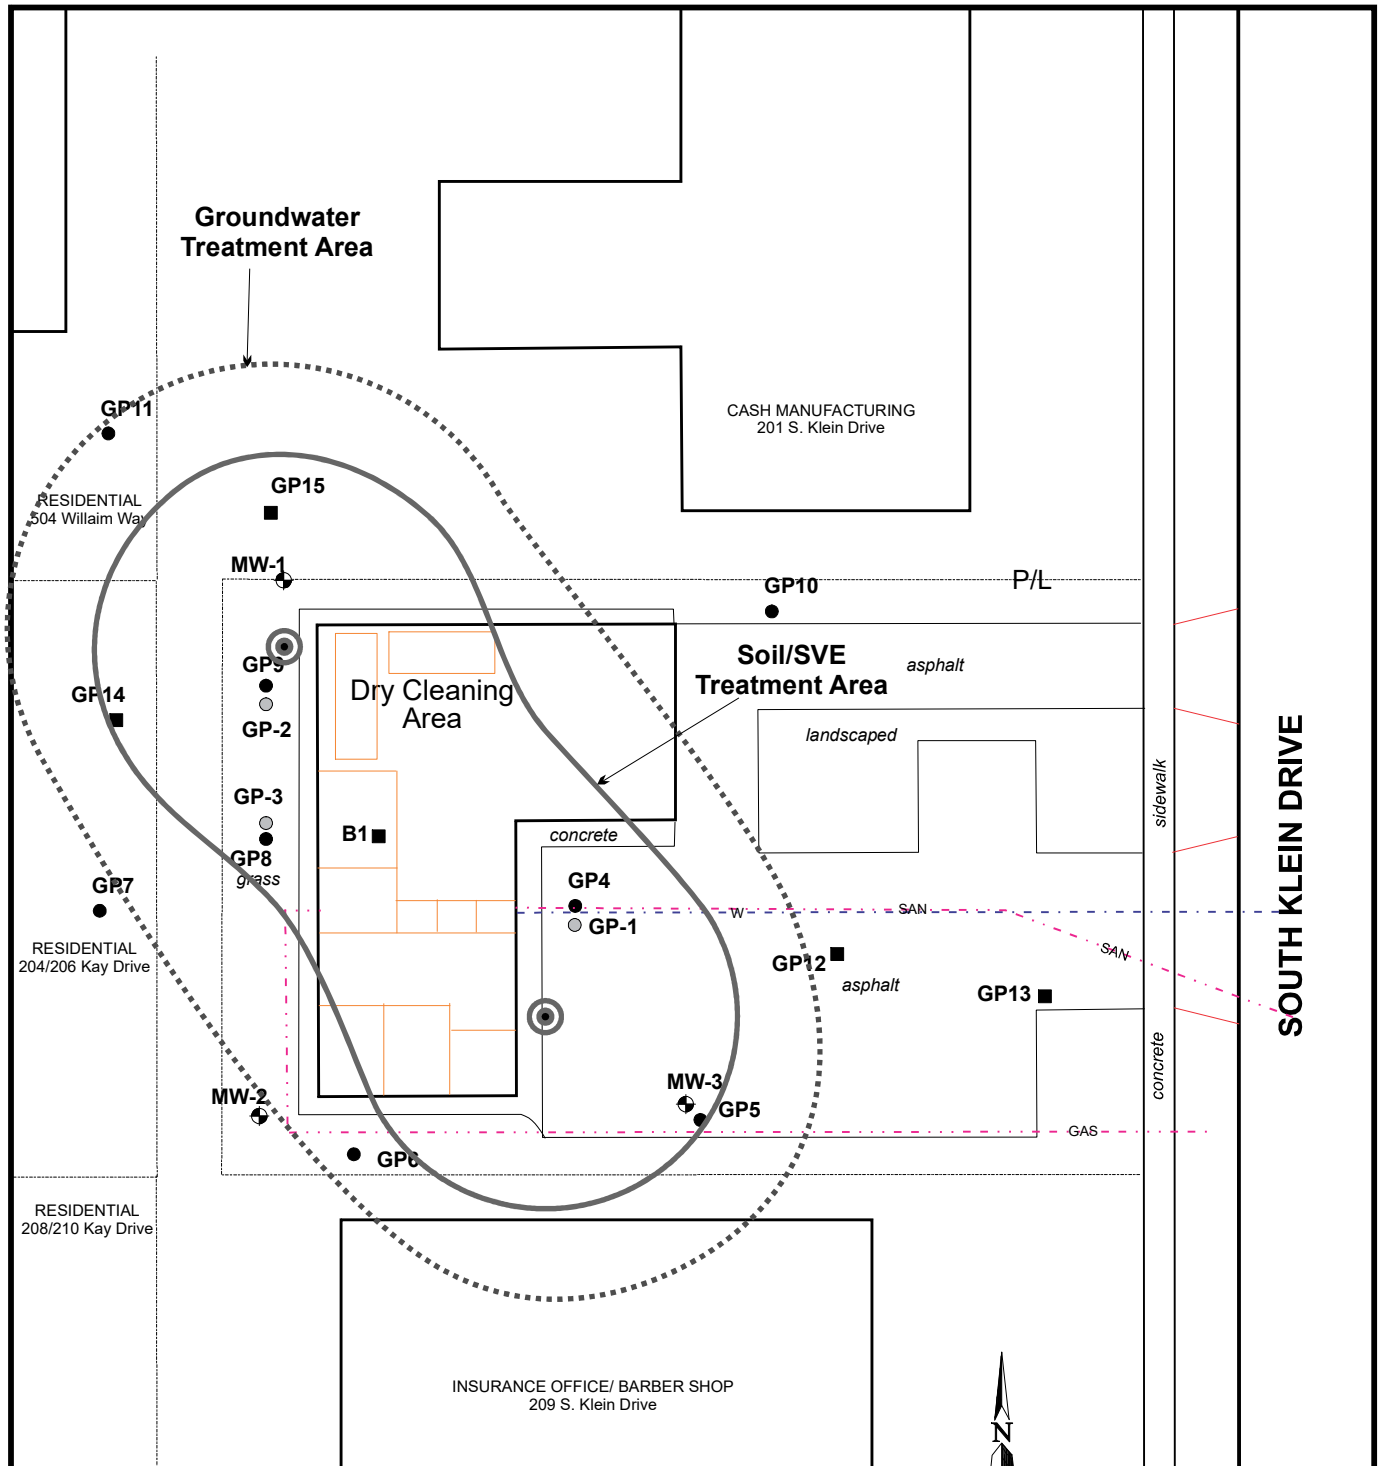 Groundwater
Treatment Area
GP11
CASH MANUFACTURING
201 S. Klein Drive
RESIDENTIAL
504 Willaim Way
GP15
MW-1
P/L
GP10
GP9
Soil/SVE
Treatment Area
asphalt
GP14
Dry Cleaning
Area
GP-2
landscaped
SOUTH KLEIN DRIVE
sidewalk
GP-3
B1
concrete
GP8
grass
GP7
GP4
W
SAN
GP-1
RESIDENTIAL
204/206 Kay Drive
SAN
GP12
asphalt
GP13
concrete
MW-2
MW-3
GP5
GAS
GP6
RESIDENTIAL
208/210 Kay Drive
INSURANCE OFFICE/ BARBER SHOP
209 S. Klein Drive
N